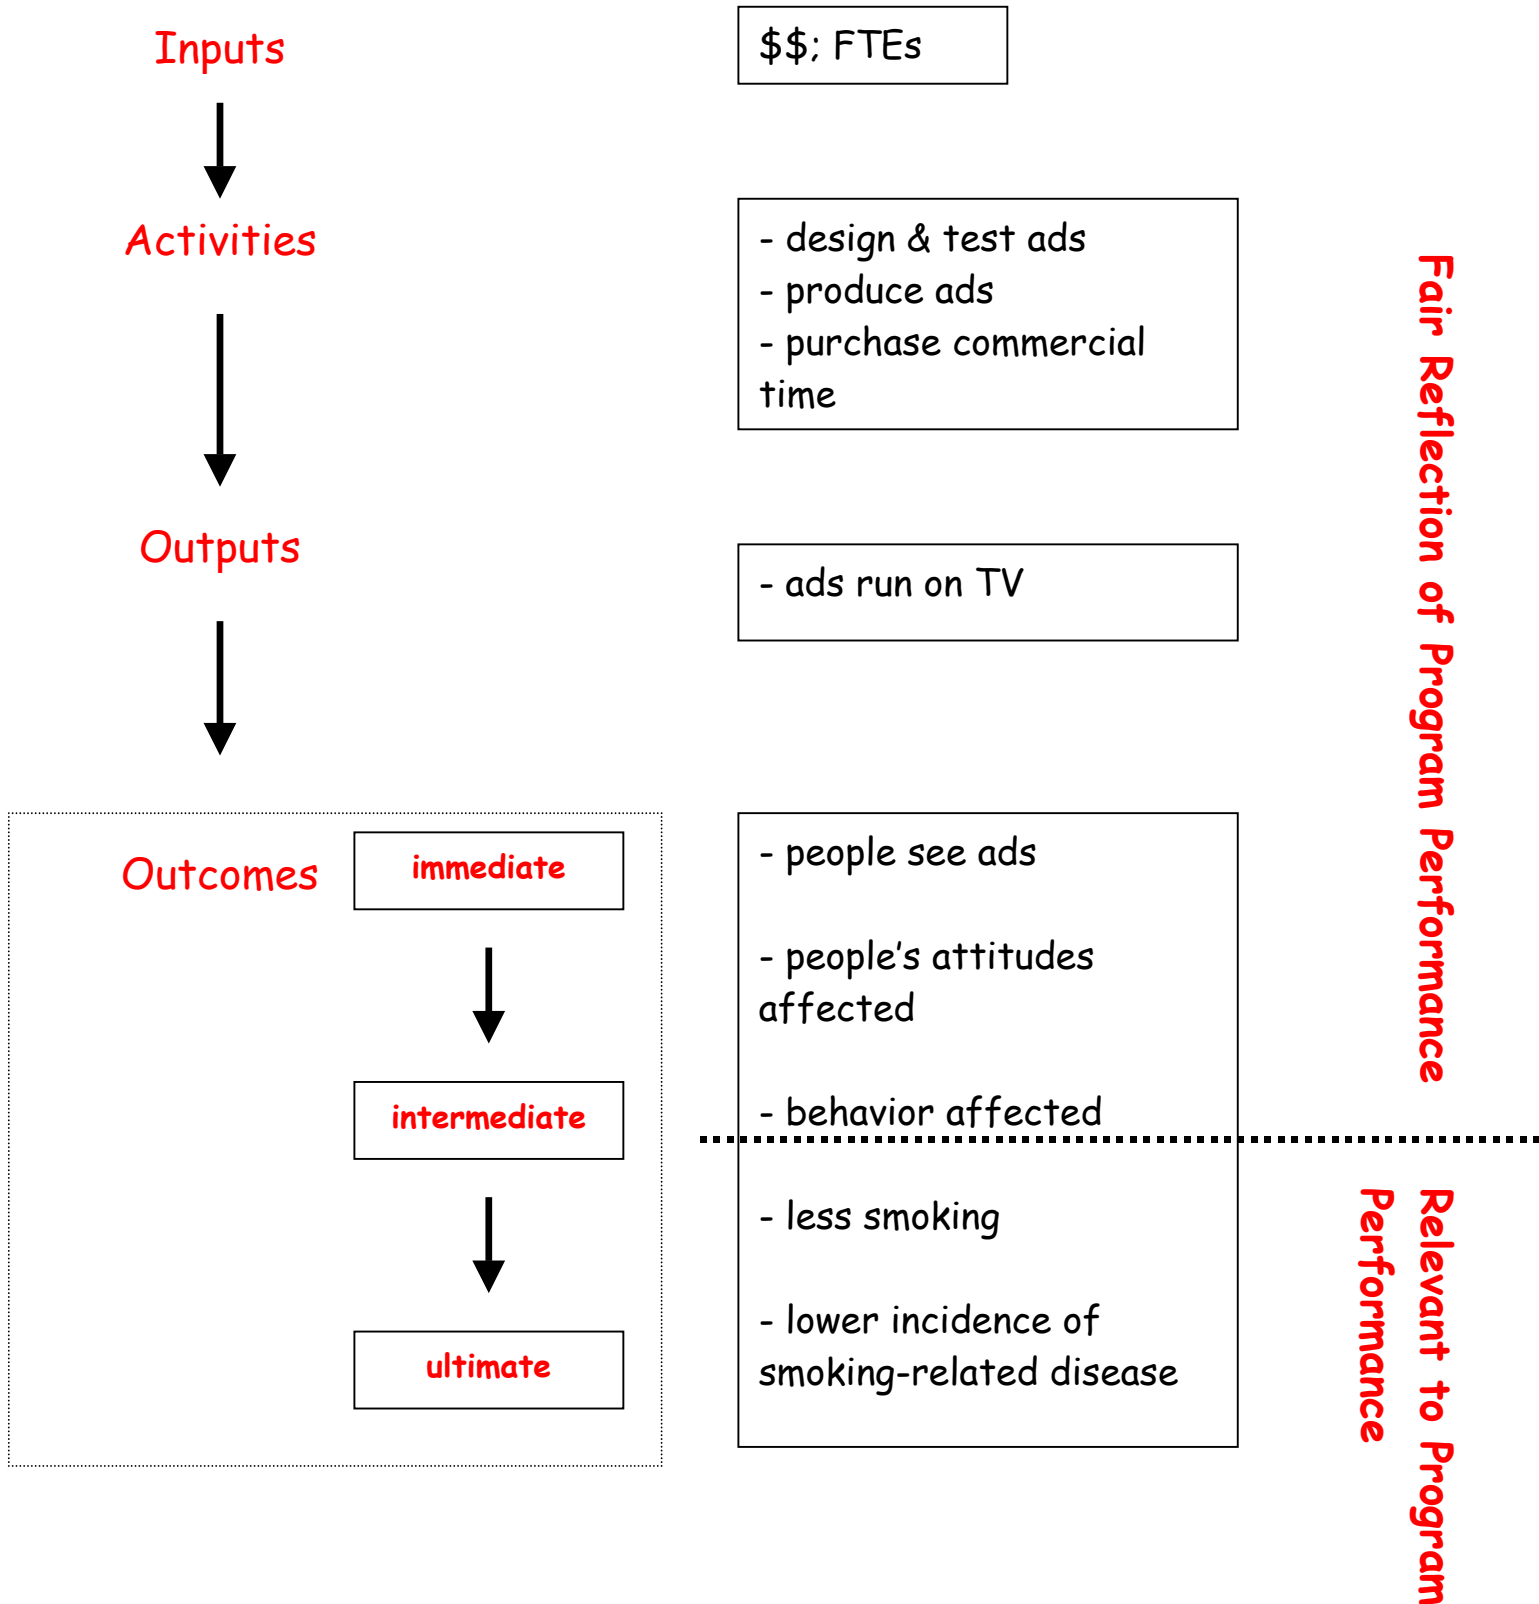 Inputs
$$; FTEs
Activities
- design & test ads
- produce ads
- purchase commercial
time
Outputs
- ads run on TV
Outcomes
immediate
intermediate
ultimate
- people see ads
- people's attitudes
affected
- behavior affected
- less smoking
- lower incidence of
smoking-related disease
Fair Reflection of Program Performance
Relevant to Program
Performance